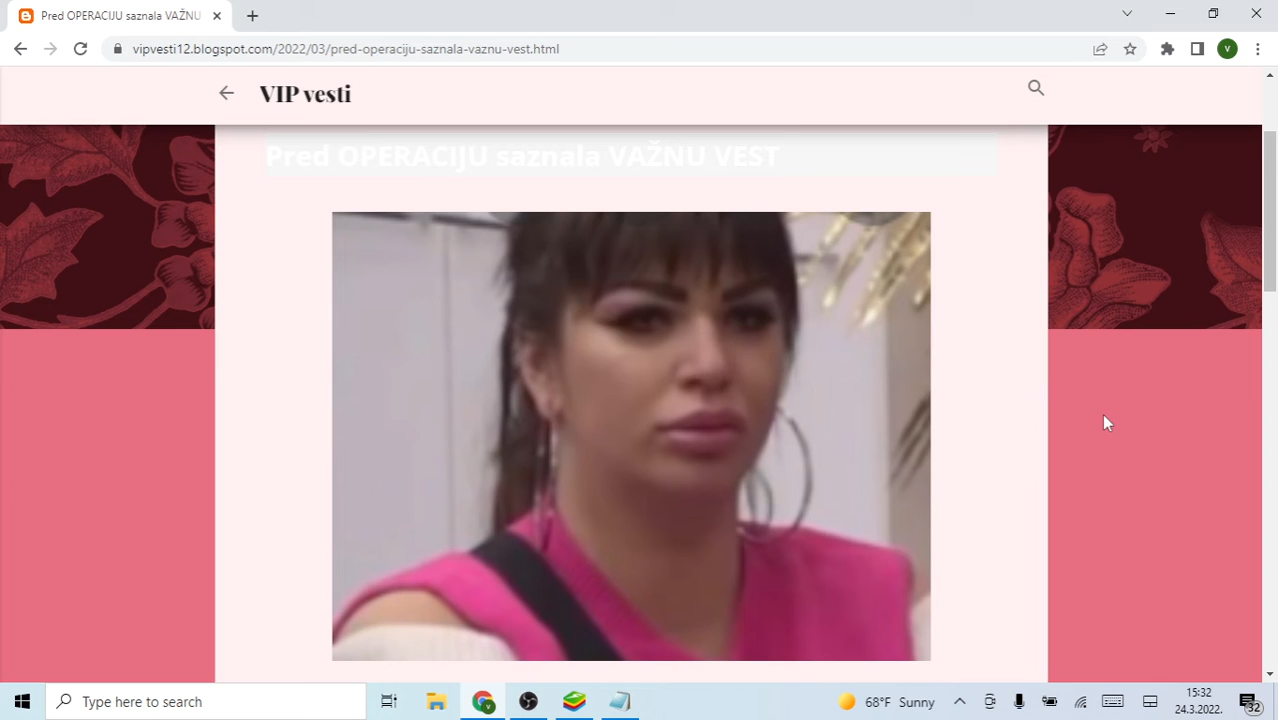 Pred OPERACIJU saznala VAŽNU
vipvesti12.blogspot.com/2022/03/pred-operaciju-saznala-vaznu-vest.html
V
VIP vesti
Pred OPERACIJU saznala VAŽNU VEST
Type here to search
V
68°F Sunny
15:32
24.3.2022.
32